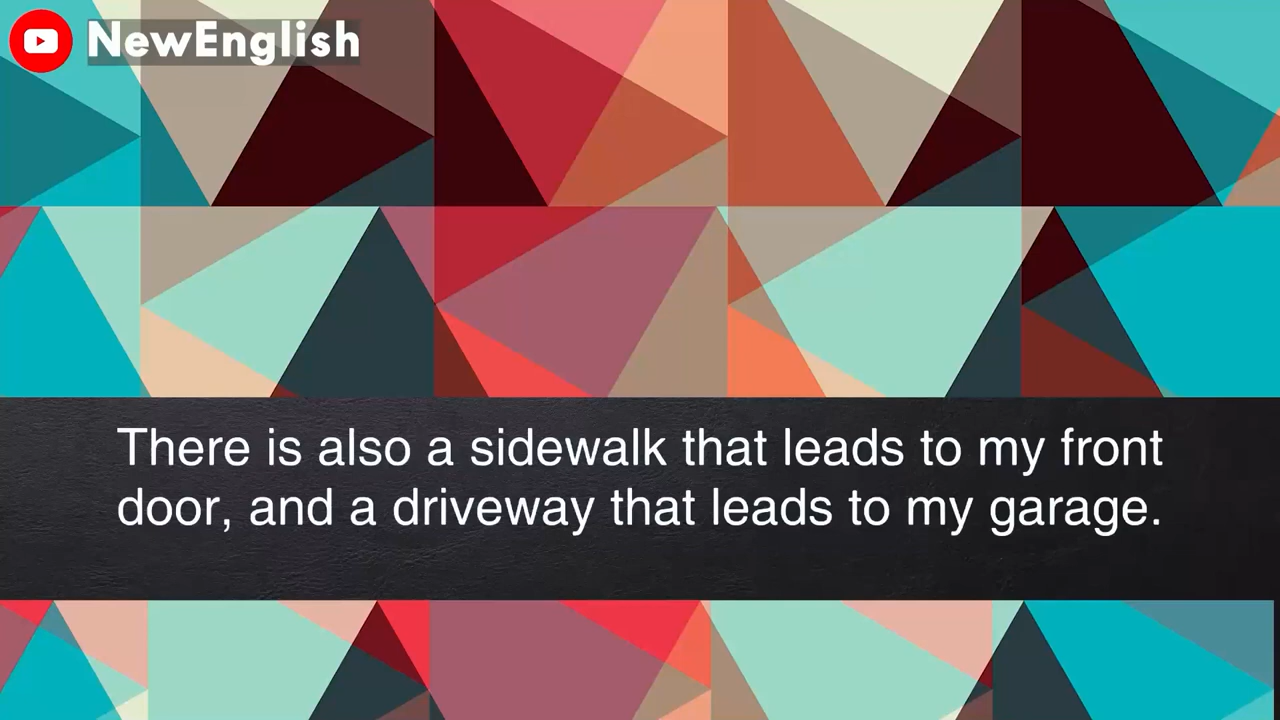 NewEnglish
There is also a sidewalk that leads to my front
door, and a driveway that leads to my garage.